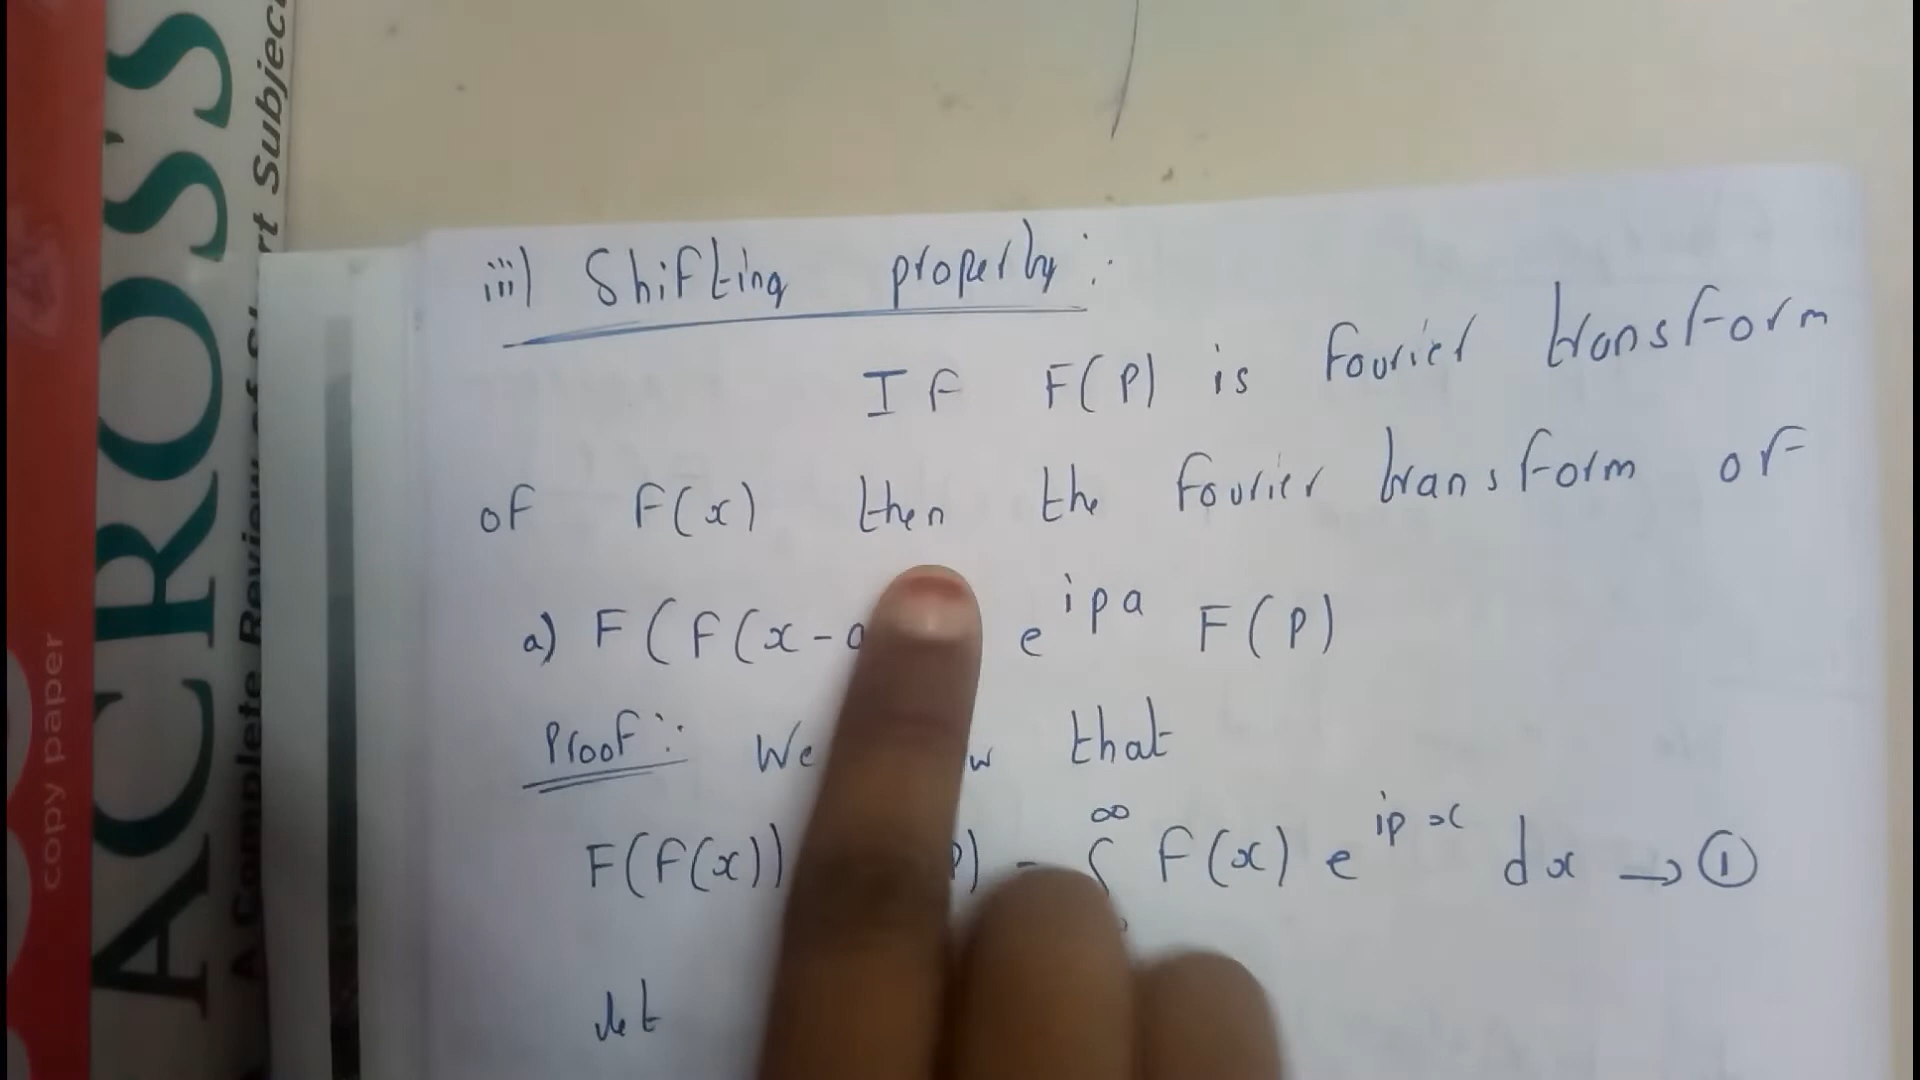 iii) Shifting property:
IF F(P) is Fourier transform
of F(x) then the Fourier transform of
a) F(F(x-a e^ipa F(P)
Proof: We that
F(F(x)) ∞ ∫ F(x) e^ipx dx → ①
let
ACROSS
A Complete Review of Short Subject
copy paper